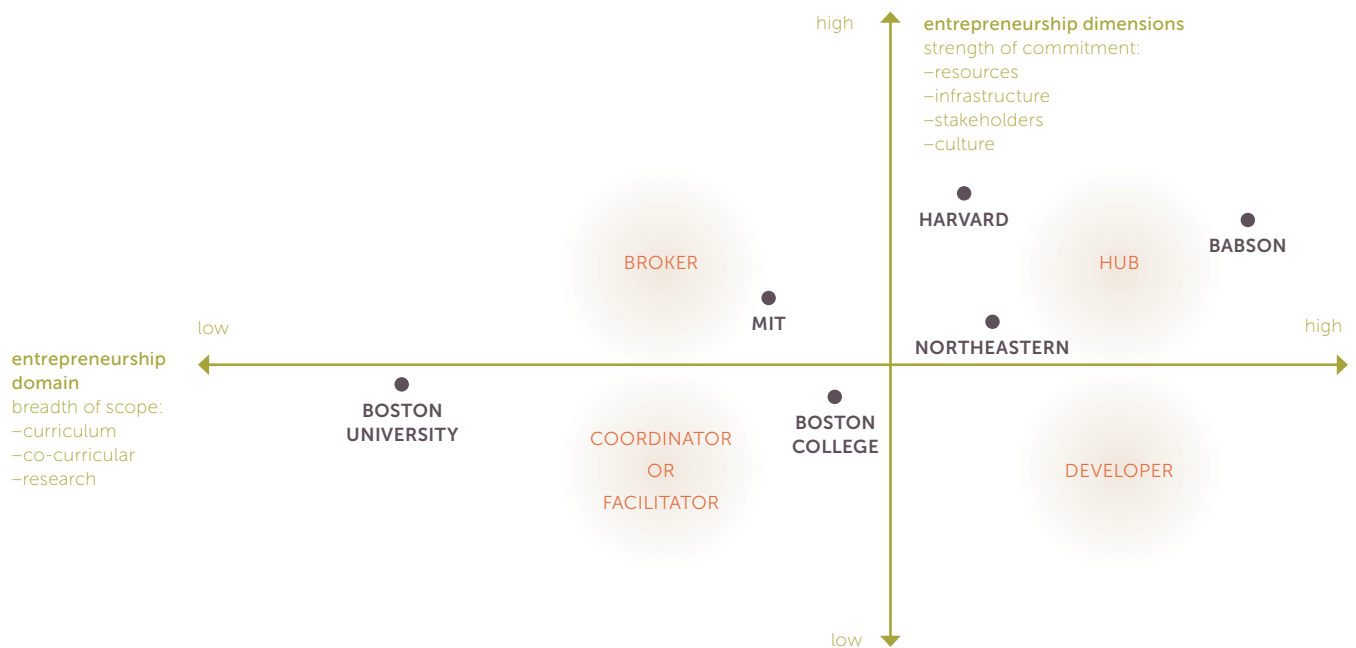 high
entrepreneurship dimensions
strength of commitment:
–resources
–infrastructure
–stakeholders
–culture
HARVARD
BABSON
BROKER
HUB
MIT
NORTHEASTERN
low
high
entrepreneurship
domain
breadth of scope:
–curriculum
–co-curricular
–research
BOSTON
UNIVERSITY
BOSTON
COLLEGE
COORDINATOR
OR
FACILITATOR
DEVELOPER
low